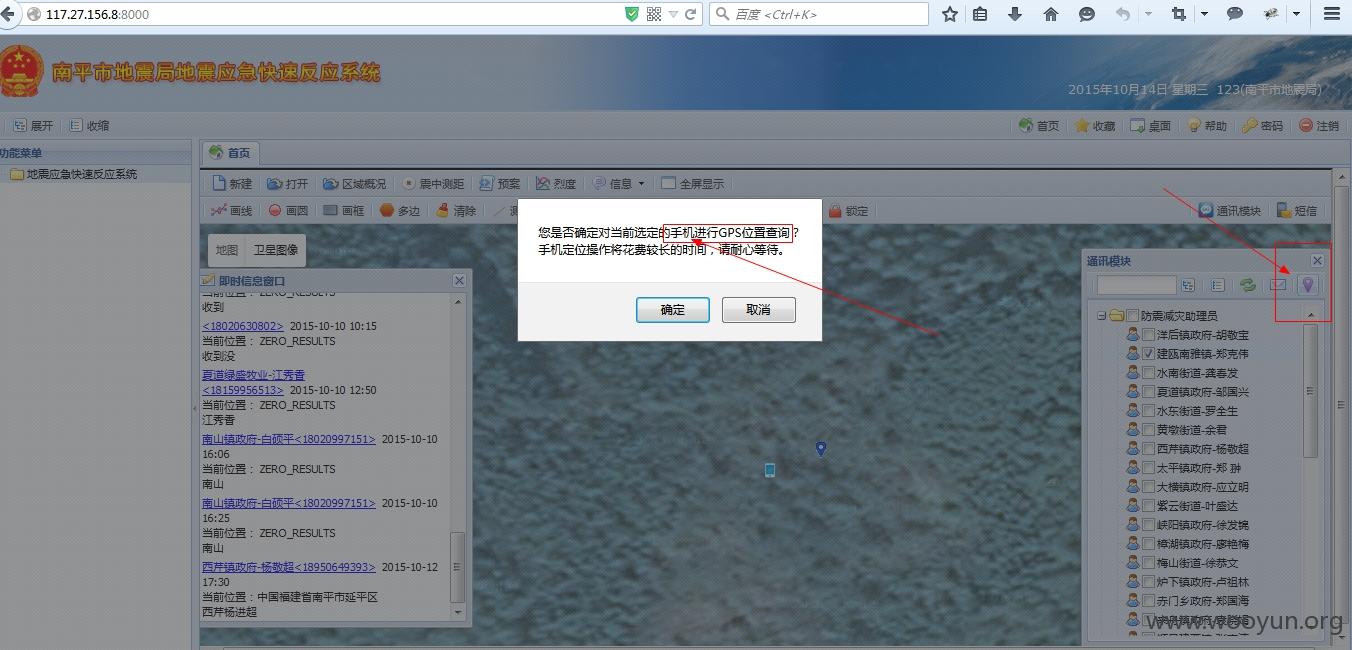 117.27.156.8:8000
百度 <Ctrl+K>
南平市地震局地震应急快速反应系统
2015年10月14日 星期三 123(南平市地震局)
展开 收缩
首页 收藏 桌面 帮助 密码 注销
功能菜单
地震应急快速反应系统
首页
新建 打开 区域概况 震中测距 预案 烈度 信息 全屏显示
画线 画圆 画框 多边 清除 测 锁定 通讯模块 短信
地图 卫星图像
您是否确定对当前选定的手机进行GPS位置查询？
手机定位操作将花费较长的时间，请耐心等待。
确定 取消
即时信息窗口
当前位置： ZERO_RESULTS
收到
<18020630802> 2015-10-10 10:15
当前位置： ZERO_RESULTS
收到没
夏道绿盛牧业-江秀香
<18159956513> 2015-10-10 12:50
当前位置： ZERO_RESULTS
江秀香
南山镇政府-白硕平<18020997151> 2015-10-10
16:06
当前位置： ZERO_RESULTS
南山
南山镇政府-白硕平<18020997151> 2015-10-10
16:25
当前位置： ZERO_RESULTS
南山
西芹镇政府-杨敬超<18950649393> 2015-10-12
17:30
当前位置：中国福建省南平市延平区
西芹杨进超
通讯模块
防震减灾助理员
洋后镇政府-胡敬宝
建瓯南雅镇-郑克伟
水南街道-龚春发
夏道镇政府-邹国兴
水东街道-罗金生
黄墩街道-余君
西芹镇政府-杨敬超
太平镇政府-郑翀
大横镇政府-应立明
紫云街道-叶盛达
峡阳镇政府-徐发锦
樟湖镇政府-廖艳梅
梅山街道-徐恭文
炉下镇政府-卢祖林
赤门乡政府-郑国海
www.wooyun.org